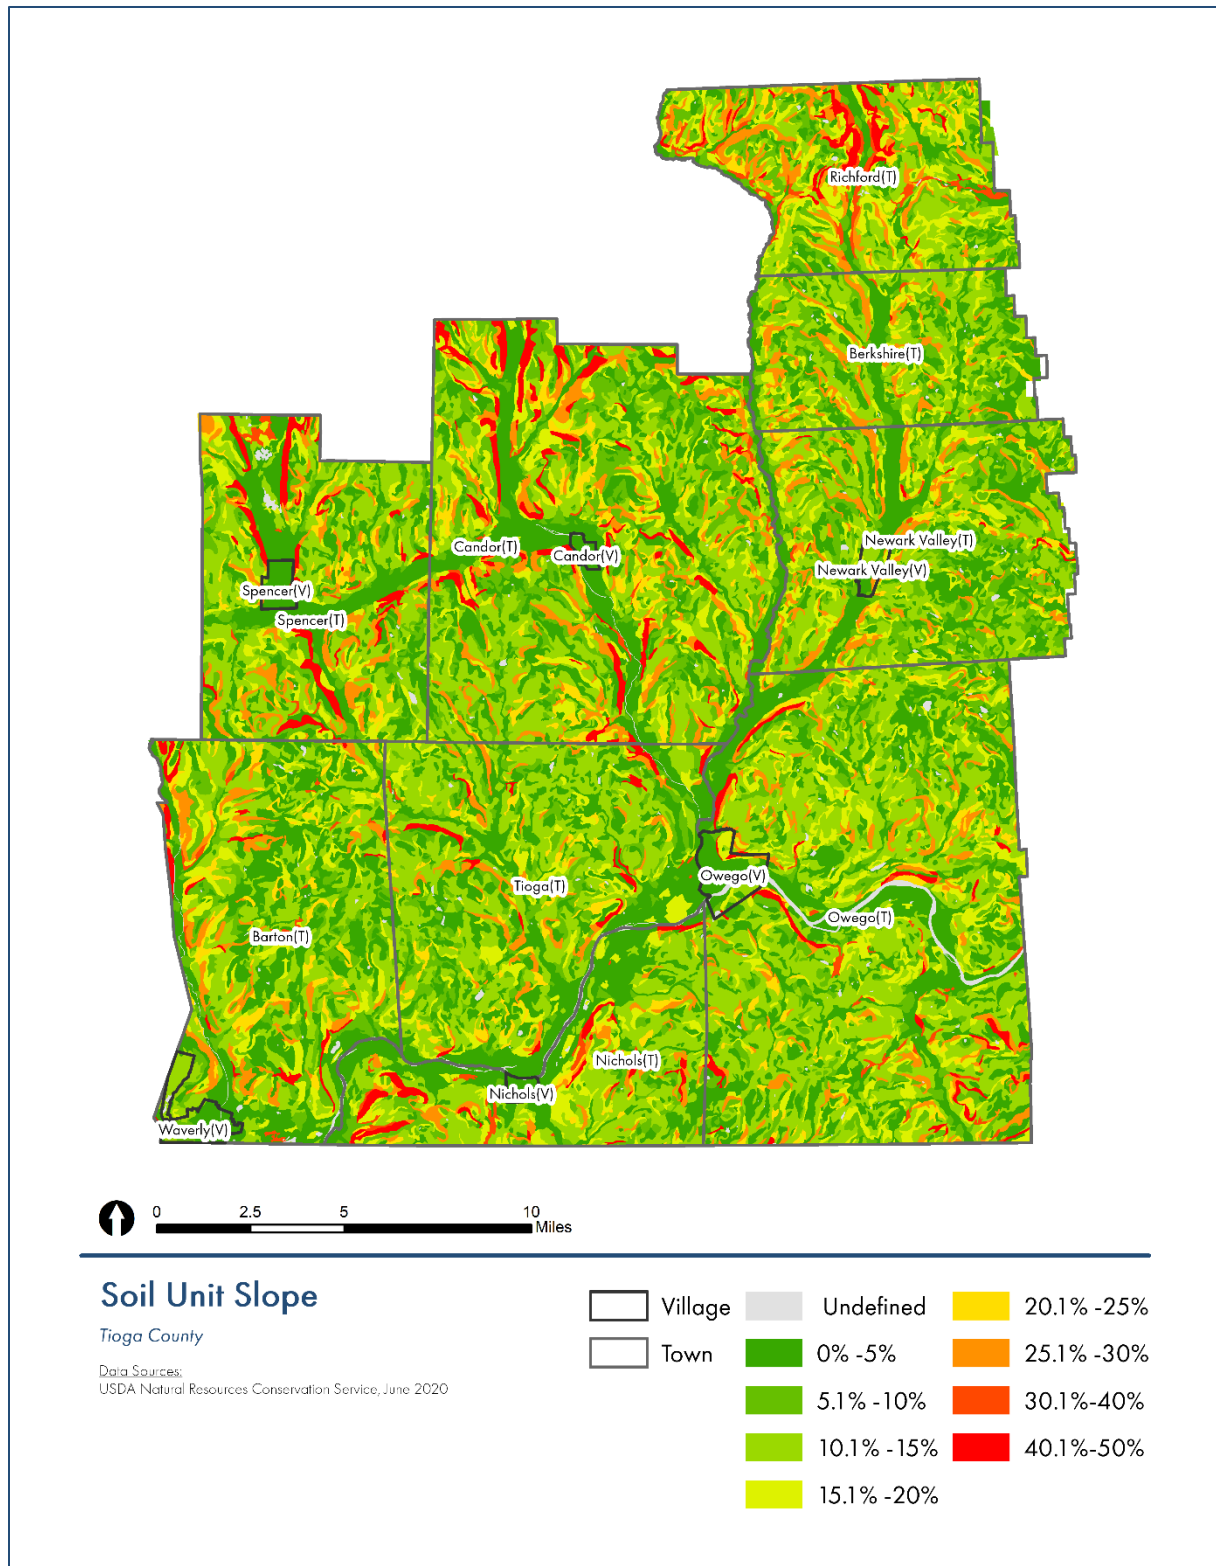 Richford(T)
Berkshire(T)
Newark Valley(T)
Candor(T)
Candor(V)
Newark Valley(V)
Spencer(V)
Spencer(T)
Owego(V)
Tioga(T)
Owego(T)
Barton(T)
Nichols(T)
Nichols(V)
Waverly(V)
0 2.5 5 10
Miles
Soil Unit Slope
Tioga County
Data Sources:
USDA Natural Resources Conservation Service, June 2020
Village
Town
Undefined
0% -5%
5.1% -10%
10.1% -15%
15.1% -20%
20.1% -25%
25.1% -30%
30.1%-40%
40.1%-50%